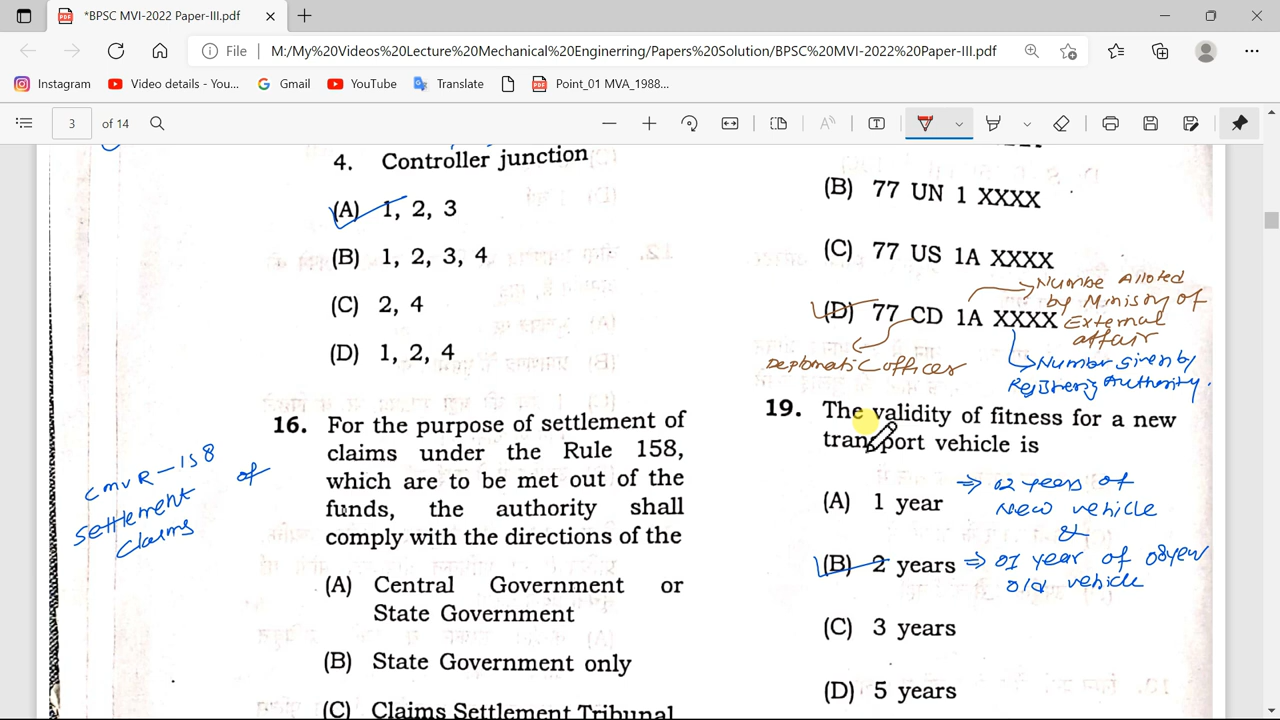 *BPSC MVI-2022 Paper-III.pdf
File
M:/My%20Videos%20Lecture%20Mechanical%20Enginerring/Papers%20Solution/BPSC%20MVI-2022%20Paper-III.pdf
Instagram
Video details - You...
Gmail
YouTube
Translate
Point_01 MVA_1988...
3
of 14
4. Controller junction
(A) 1, 2, 3
(B) 1, 2, 3, 4
(C) 2, 4
(D) 1, 2, 4
16. For the purpose of settlement of
claims under the Rule 158,
which are to be met out of the
funds, the authority shall
comply with the directions of the
CMVR-158
settlement of
claims
(A) Central Government or
State Government
(B) State Government only
(C) Claims Settlement Tribunal
(B) 77 UN 1 XXXX
(C) 77 US 1A XXXX
(D) 77 CD 1A XXXX
Numbe Alloted
by Minisry of
External
affair
Deplomatic officer
Number given by
Registering Authority.
19. The validity of fitness for a new
transport vehicle is
(A) 1 year
(B) 2 years
(C) 3 years
(D) 5 years
⇒ 02 years of
New vehicle
&
⇒ 01 year of 08 year
old vehicle